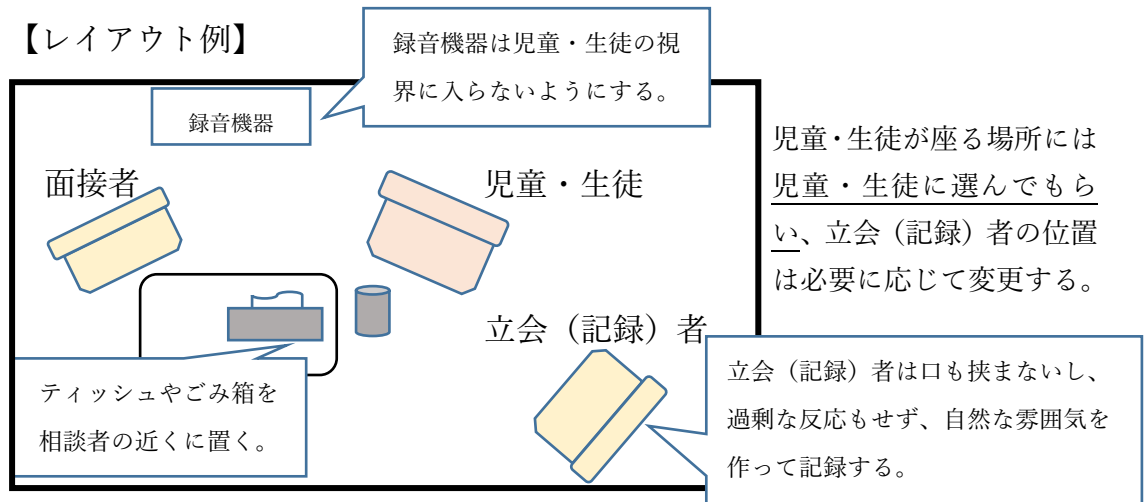 【レイアウト例】
録音機器は児童・生徒の視
界に入らないようにする。
録音機器
面接者
児童・生徒
児童・生徒が座る場所には
児童・生徒に選んでもら
い、立会（記録）者の位置
は必要に応じて変更する。
立会（記録）者
ティッシュやごみ箱を
相談者の近くに置く。
立会（記録）者は口も挟まないし、
過剰な反応もせず、自然な雰囲気を
作って記録する。